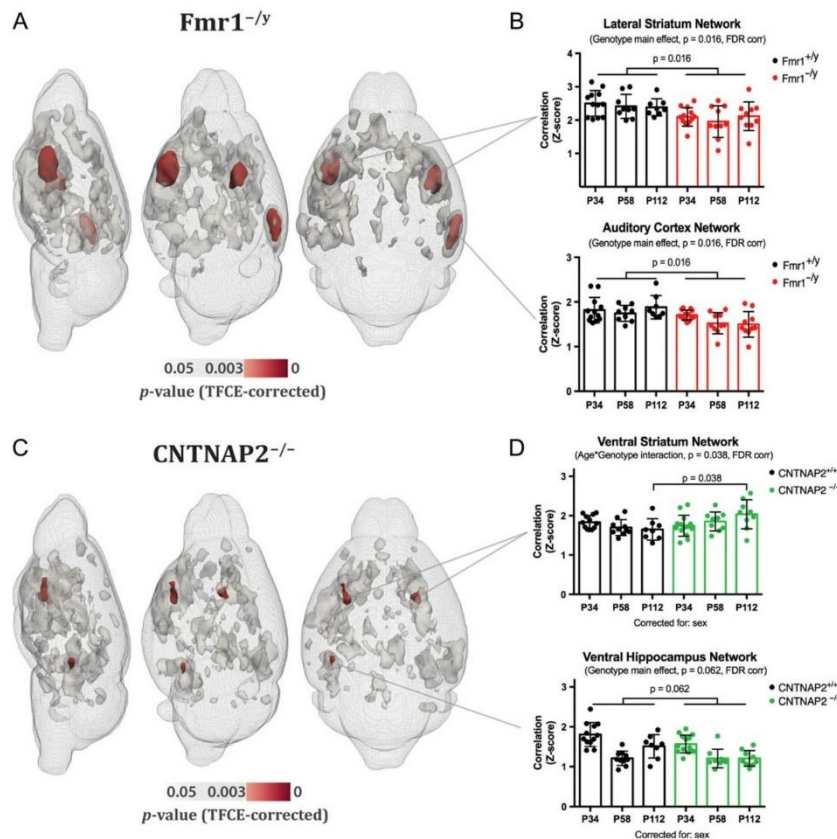 A
Fmr1⁻/ʸ
0.05 0.003 0
p-value (TFCE-corrected)
B
Lateral Striatum Network
(Genotype main effect, p = 0.016, FDR corr)
p = 0.016
Fmr1⁺/ʸ
Fmr1⁻/ʸ
Correlation
(Z-score)
4
3
2
1
P34 P58 P112 P34 P58 P112
Auditory Cortex Network
(Genotype main effect, p = 0.016, FDR corr)
p = 0.016
Fmr1⁺/ʸ
Fmr1⁻/ʸ
Correlation
(Z-score)
3
2
1
0
P34 P58 P112 P34 P58 P112
C
CNTNAP2⁻/⁻
0.05 0.003 0
p-value (TFCE-corrected)
D
Ventral Striatum Network
(Age*Genotype interaction, p = 0.038, FDR corr)
p = 0.038
CNTNAP2⁺/⁺
CNTNAP2⁻/⁻
Correlation
(Z-score)
3
2
1
0
P34 P58 P112 P34 P58 P112
Corrected for: sex
Ventral Hippocampus Network
(Genotype main effect, p = 0.062, FDR corr)
p = 0.062
CNTNAP2⁺/⁺
CNTNAP2⁻/⁻
Correlation
(Z-score)
3
2
1
0
P34 P58 P112 P34 P58 P112
Corrected for: sex